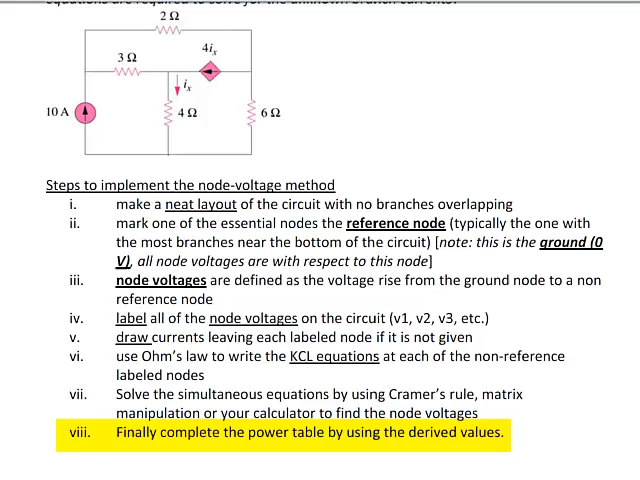 2 Ω
4iₓ
3 Ω
iₓ
10 A
4 Ω
6 Ω
Steps to implement the node-voltage method
i. make a neat layout of the circuit with no branches overlapping
ii. mark one of the essential nodes the reference node (typically the one with
the most branches near the bottom of the circuit) [note: this is the ground (0
V), all node voltages are with respect to this node]
iii. node voltages are defined as the voltage rise from the ground node to a non
reference node
iv. label all of the node voltages on the circuit (v1, v2, v3, etc.)
v. draw currents leaving each labeled node if it is not given
vi. use Ohm's law to write the KCL equations at each of the non-reference
labeled nodes
vii. Solve the simultaneous equations by using Cramer's rule, matrix
manipulation or your calculator to find the node voltages
viii. Finally complete the power table by using the derived values.